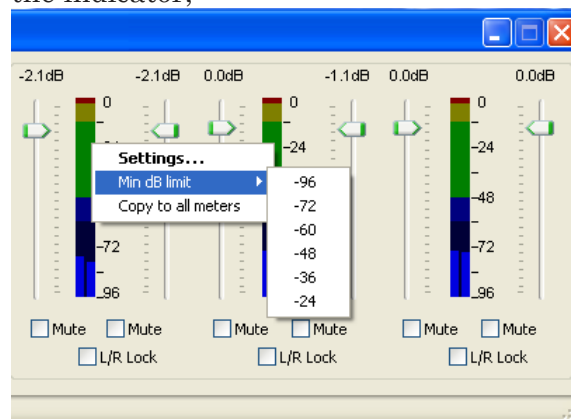 the indicator,
-2.1dB -2.1dB 0.0dB -1.1dB 0.0dB 0.0dB
0 0 0
-24 -24
Settings...
Min dB limit
Copy to all meters
-96
-72
-60
-48
-36
-24
-48
-72 -72
-96 -96
Mute Mute Mute Mute Mute Mute
L/R Lock L/R Lock L/R Lock